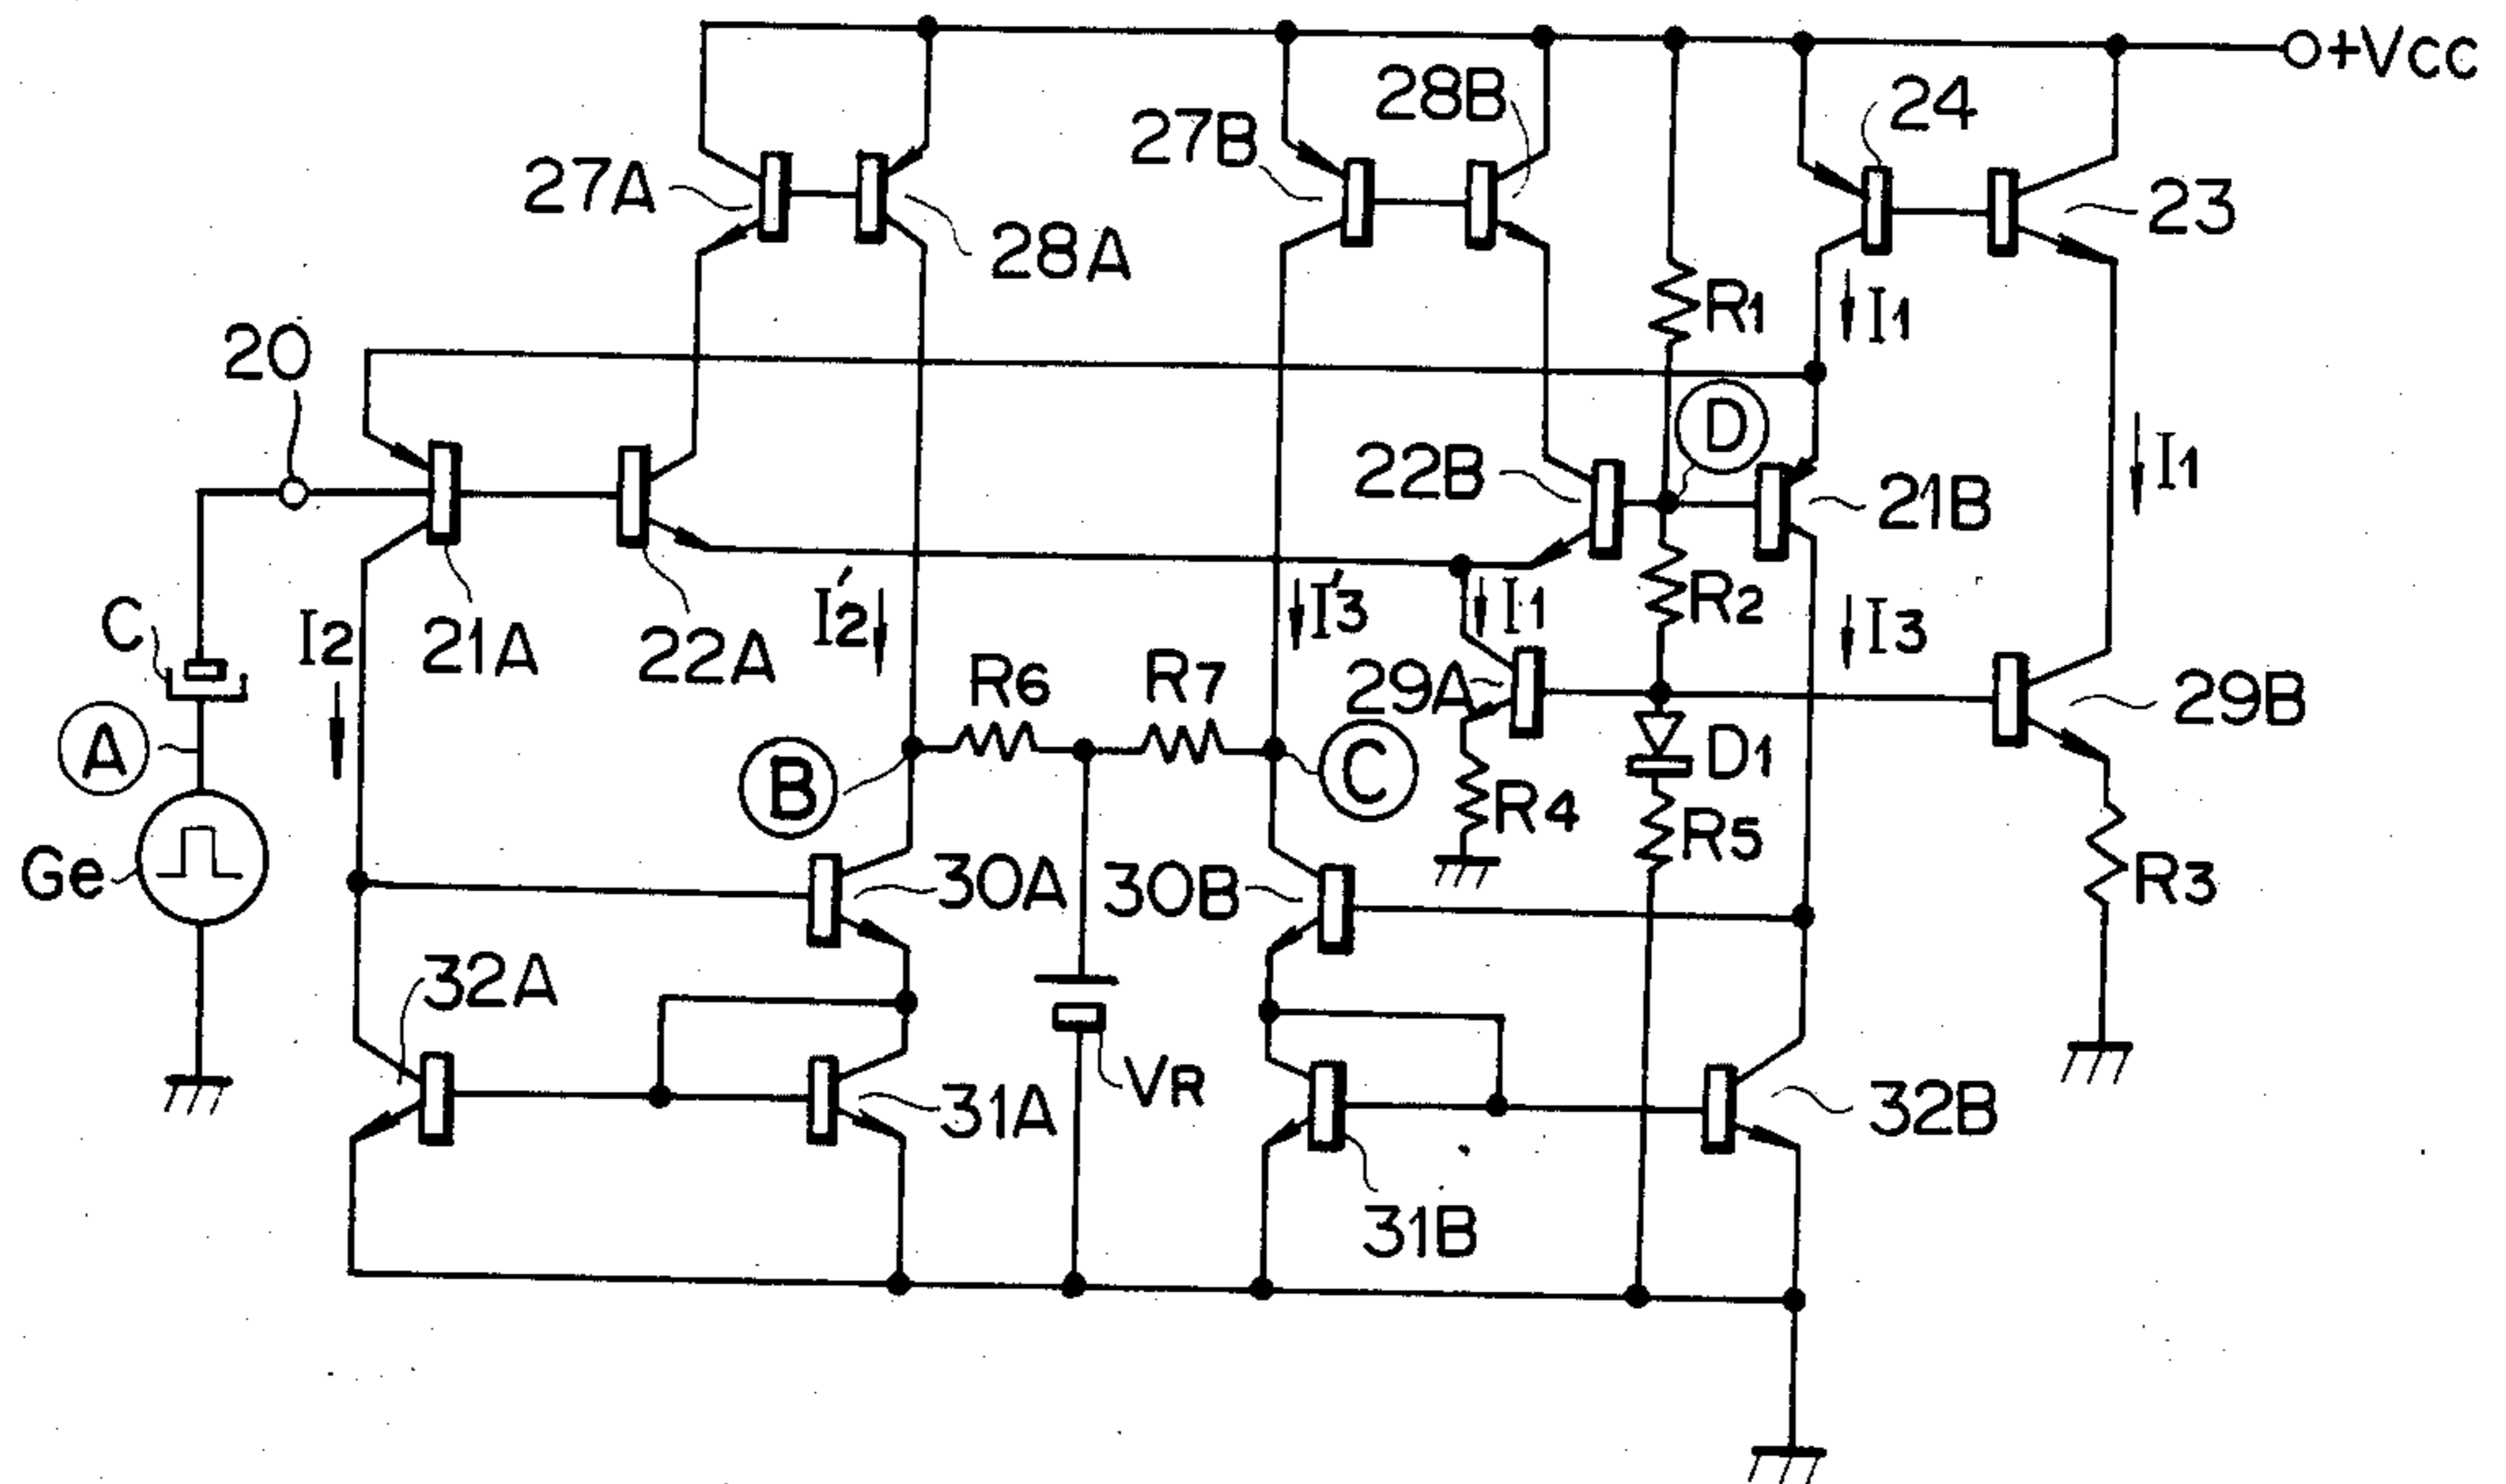 +Vcc
24
28B
27B
27A
23
28A
R1
I1
20
D
22B
21B
I1
I2
21A
22A
I'2
I'3
I1
R2
I3
C
R6
R7
29A
29B
A
B
C
D1
R4
R5
Ge
30A
30B
R3
32A
VR
31A
32B
31B